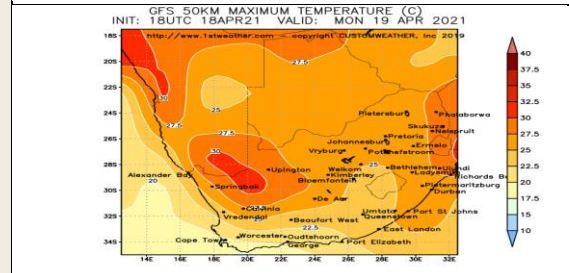 GFS 50KM MAXIMUM TEMPERATURE (C)
INIT: 18UTC 18APR21 VALID: MON 19 APR 2021
http://www.1stweather.com — copyright CUSTOMWEATHER, Inc 2019
18S
20S
22S
24S
26S
28S
30S
32S
34S
14E
16E
18E
20E
22E
24E
26E
28E
30E
32E
27.5
25
30
27.5
25
27.5
30
25
20
22.5
22.5
Pietersburg
Phalaborwa
Skukuza
Nelspruit
Pretoria
Johannesburg
Ermelo
Vryburg
Potchefstroom
Alexander Bay
Upington
Welkom
Kimberley
Bloemfontein
Bethlehem
Ulundi
Ladysmith
Richards B
Springbok
Pietermaritzburg
Durban
De Aar
Calvinia
Vredendal
Beaufort West
Umtata
Queenstown
Port St Johns
East London
Cape Town
Worcester
Oudtshoorn
George
Port Elizabeth
40
37.5
35
32.5
30
27.5
25
22.5
20
17.5
15
10